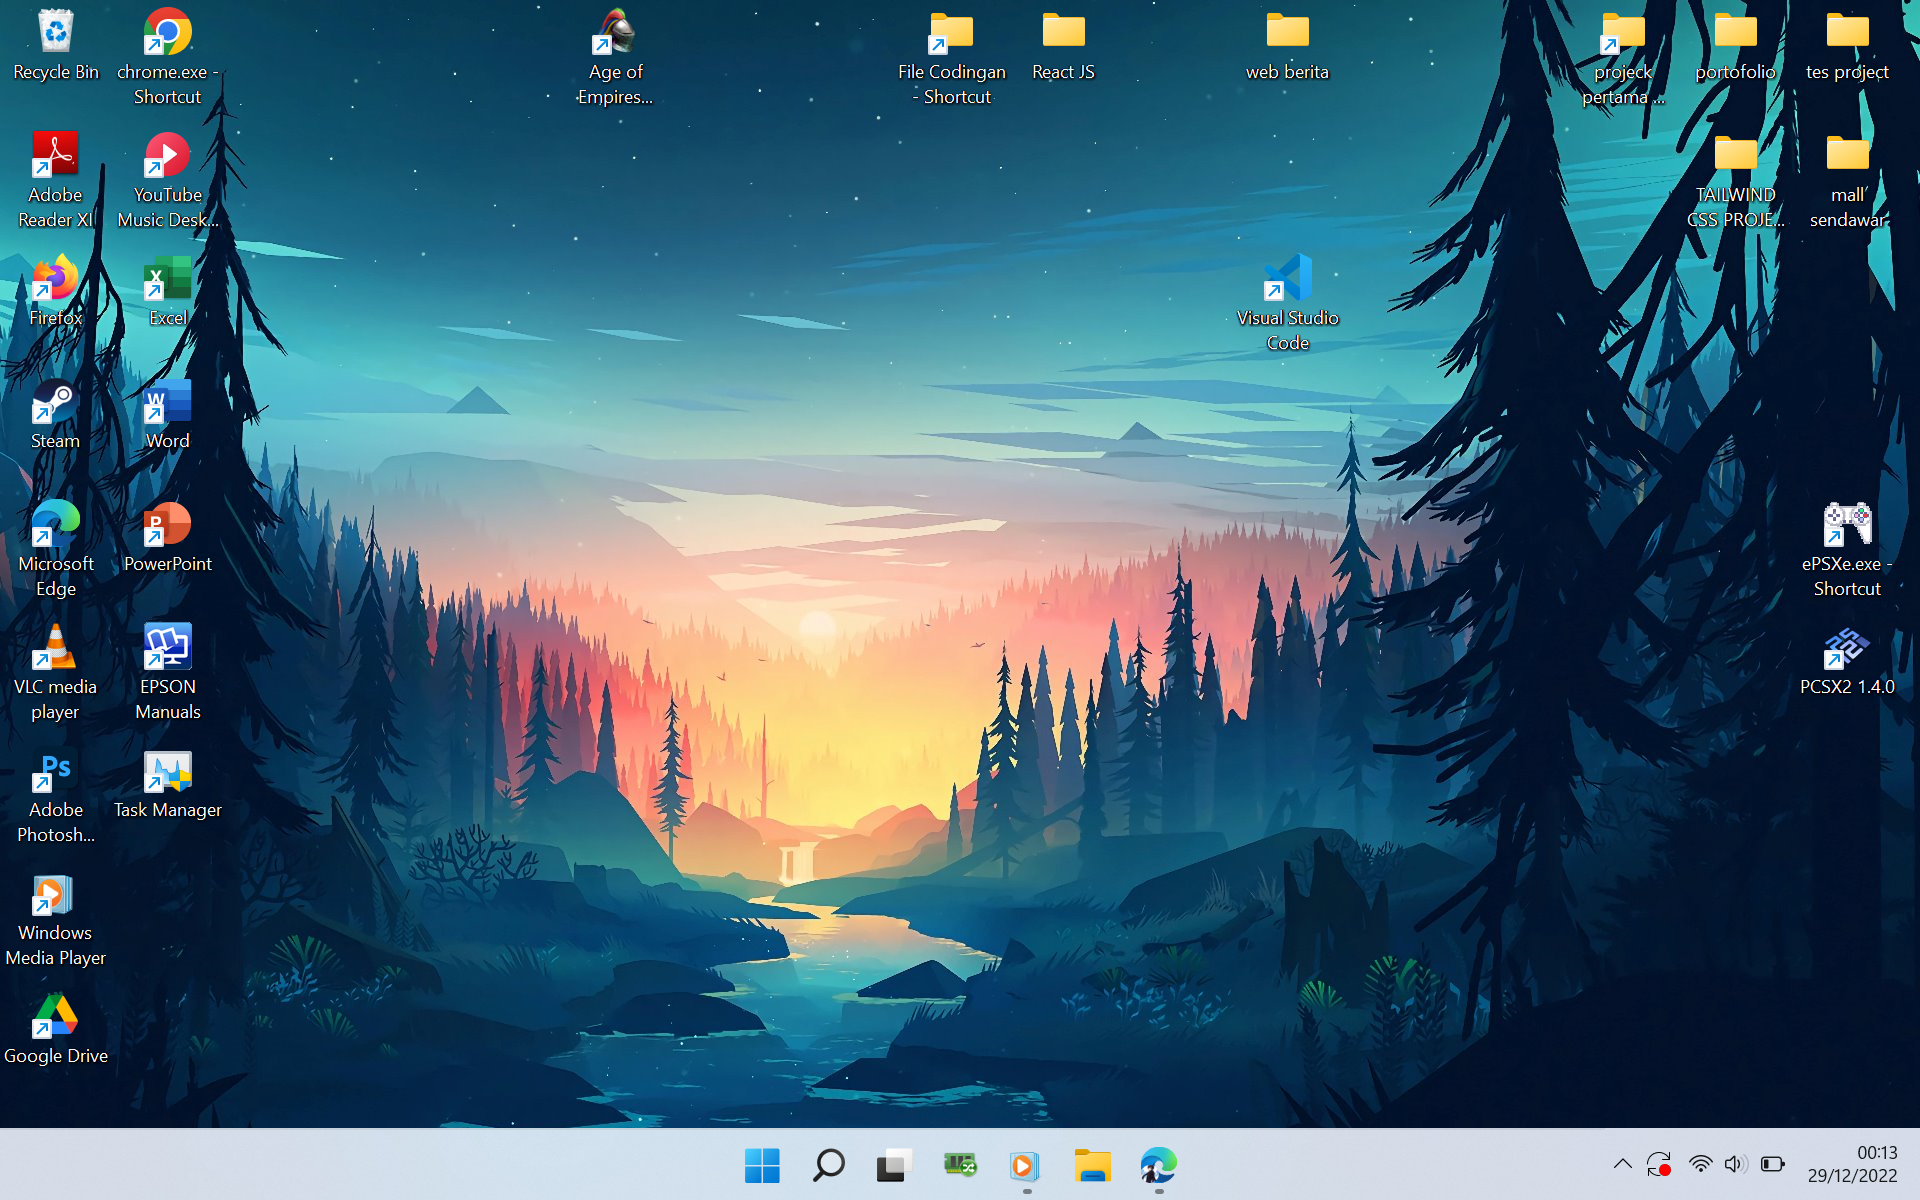 Recycle Bin
chrome.exe -
Shortcut
Age of
Empires...
File Codingan
- Shortcut
React JS
web berita
projeck
pertama ...
portofolio
tes project
Adobe
Reader XI
YouTube
Music Desk...
TAILWIND
CSS PROJE...
mall
sendawar
Firefox
Excel
Visual Studio
Code
Steam
Word
Microsoft
Edge
PowerPoint
ePSXe.exe -
Shortcut
VLC media
player
EPSON
Manuals
PCSX2 1.4.0
Ps
Adobe
Photosh...
Task Manager
Windows
Media Player
Google Drive
00:13
29/12/2022